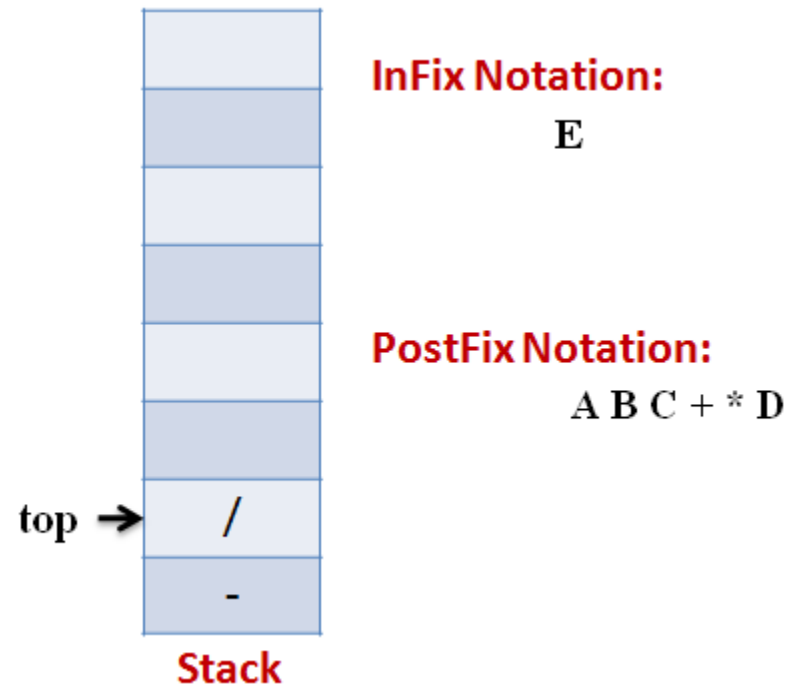 InFix Notation:
E
PostFix Notation:
A B C + * D
top → /
-
Stack